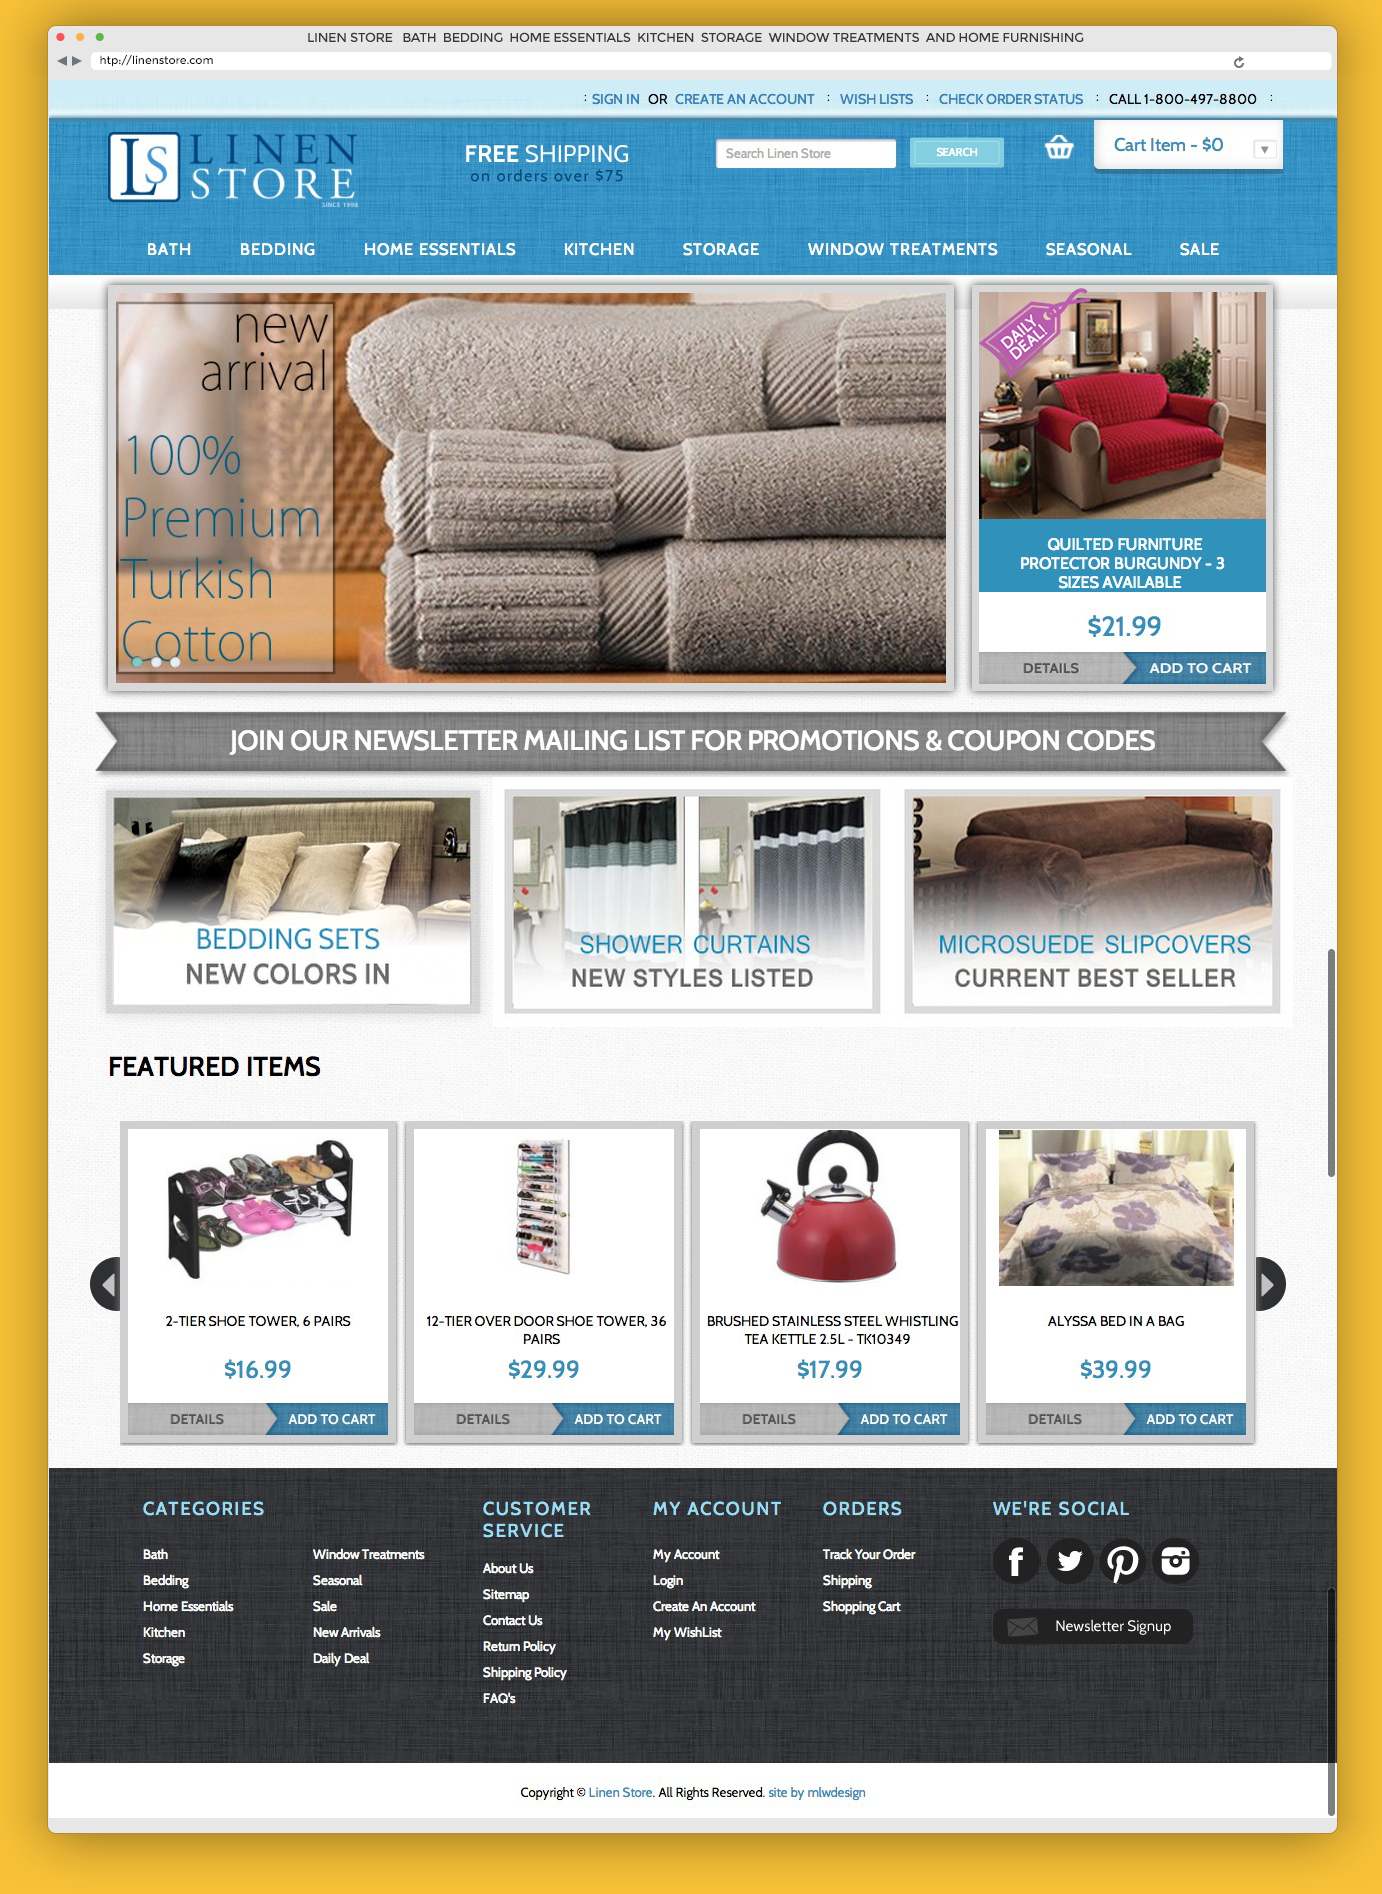 LINEN STORE BATH BEDDING HOME ESSENTIALS KITCHEN STORAGE WINDOW TREATMENTS AND HOME FURNISHING
htp://linenstore.com
: SIGN IN OR CREATE AN ACCOUNT : WISH LISTS : CHECK ORDER STATUS : CALL 1-800-497-8800 :
LS LINEN STORE
SINCE 1998
FREE SHIPPING
on orders over $75
Search Linen Store
SEARCH
Cart Item - $0
BATH BEDDING HOME ESSENTIALS KITCHEN STORAGE WINDOW TREATMENTS SEASONAL SALE
new
arrival
100%
Premium
Turkish
Cotton
DAILY
DEAL!
QUILTED FURNITURE
PROTECTOR BURGUNDY - 3
SIZES AVAILABLE
$21.99
DETAILS ADD TO CART
JOIN OUR NEWSLETTER MAILING LIST FOR PROMOTIONS & COUPON CODES
BEDDING SETS
NEW COLORS IN
SHOWER CURTAINS
NEW STYLES LISTED
MICROSUEDE SLIPCOVERS
CURRENT BEST SELLER
FEATURED ITEMS
2-TIER SHOE TOWER, 6 PAIRS
$16.99
DETAILS ADD TO CART
12-TIER OVER DOOR SHOE TOWER, 36
PAIRS
$29.99
DETAILS ADD TO CART
BRUSHED STAINLESS STEEL WHISTLING
TEA KETTLE 2.5L - TK10349
$17.99
DETAILS ADD TO CART
ALYSSA BED IN A BAG
$39.99
DETAILS ADD TO CART
CATEGORIES
Bath
Bedding
Home Essentials
Kitchen
Storage
Window Treatments
Seasonal
Sale
New Arrivals
Daily Deal
CUSTOMER
SERVICE
About Us
Sitemap
Contact Us
Return Policy
Shipping Policy
FAQ's
MY ACCOUNT
My Account
Login
Create An Account
My WishList
ORDERS
Track Your Order
Shipping
Shopping Cart
WE'RE SOCIAL
Newsletter Signup
Copyright © Linen Store. All Rights Reserved. site by mlwdesign